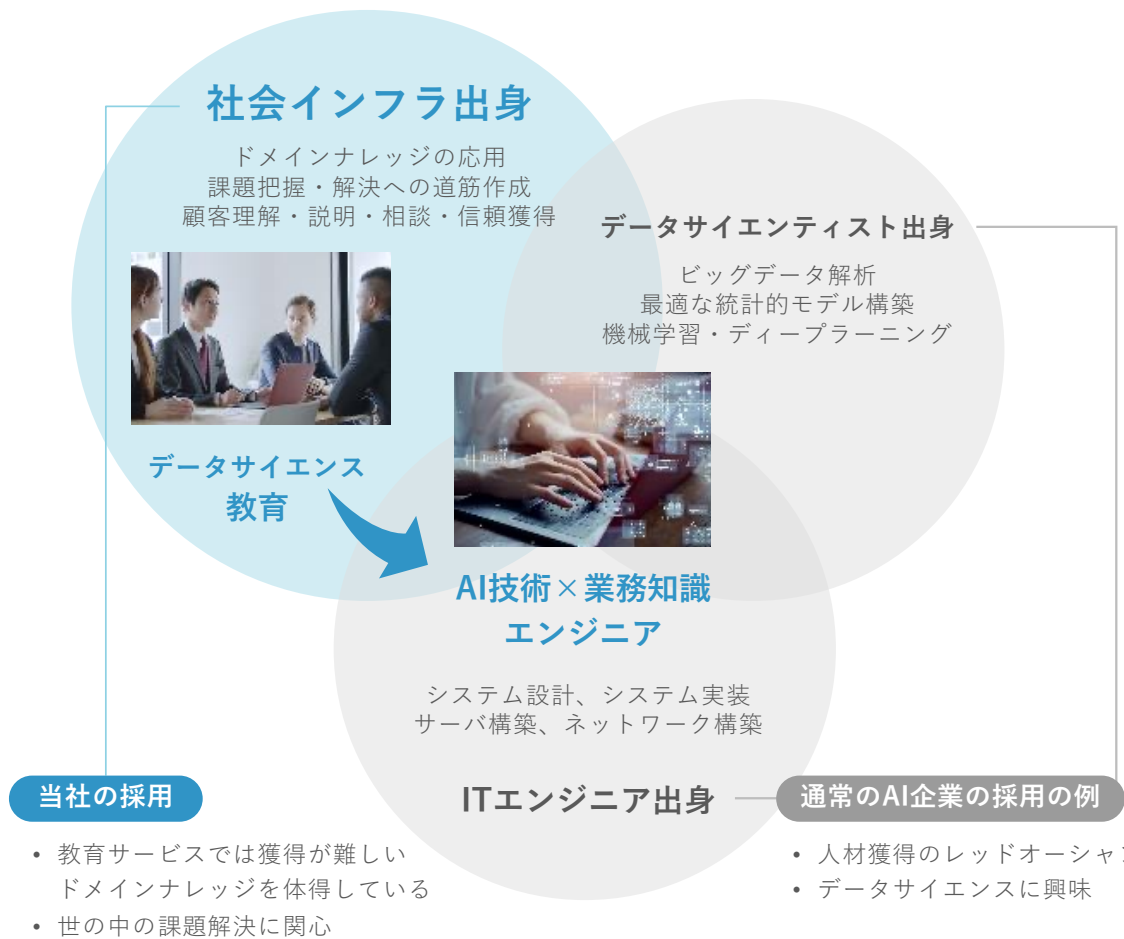 社会インフラ出身
ドメインナレッジの応用
課題把握・解決への道筋作成
顧客理解・説明・相談・信頼獲得
データサイエンティスト出身
ビッグデータ解析
最適な統計的モデル構築
機械学習・ディープラーニング
データサイエンス
教育
AI技術×業務知識
エンジニア
システム設計、システム実装
サーバ構築、ネットワーク構築
ITエンジニア出身
当社の採用
• 教育サービスでは獲得が難しい
ドメインナレッジを体得している
• 世の中の課題解決に関心
通常のAI企業の採用の例
• 人材獲得のレッドオーシャン
• データサイエンスに興味